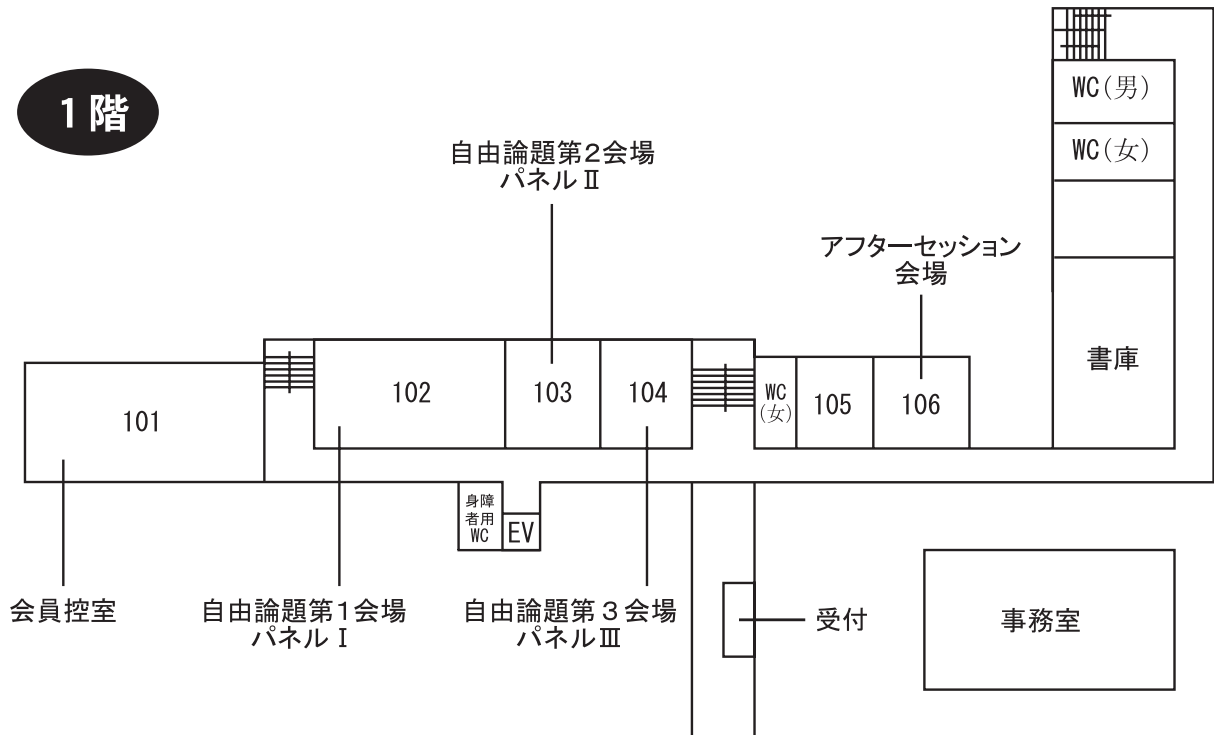 1階
WC(男)
WC(女)
自由論題第2会場
パネルⅡ
アフターセッション
会場
書庫
101
102
103
104
WC
(女)
105
106
身障
者用
WC
EV
会員控室
自由論題第1会場
パネルⅠ
自由論題第３会場
パネルⅢ
受付
事務室